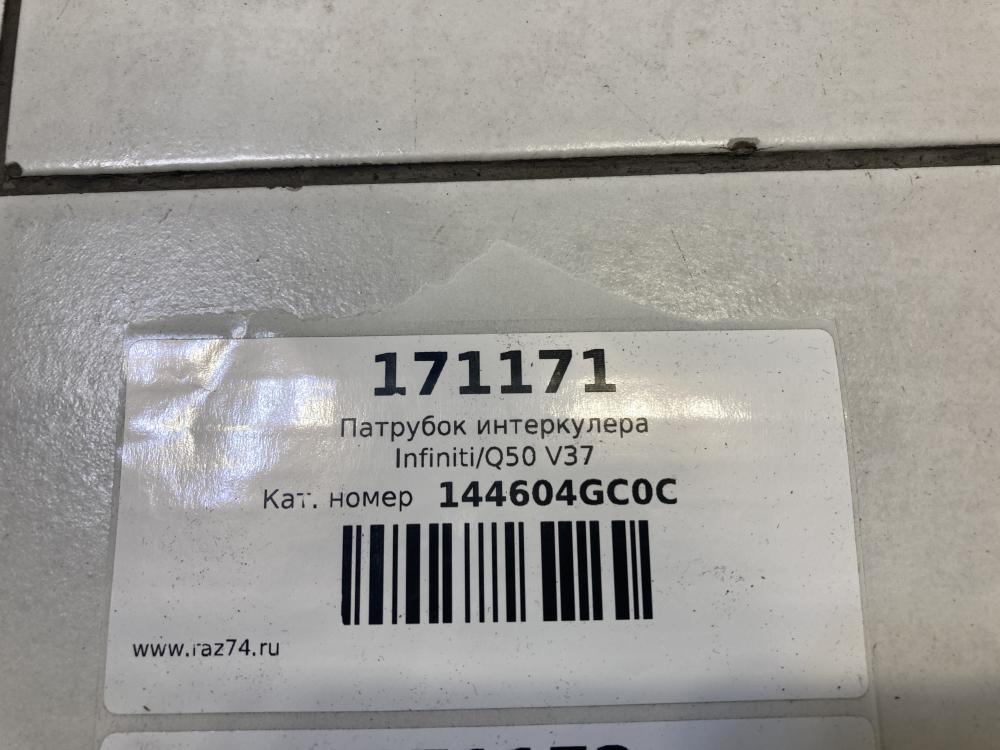 171171
Патрубок интеркулера
Infiniti/Q50 V37
Кат. номер 144604GC0C
www.raz74.ru